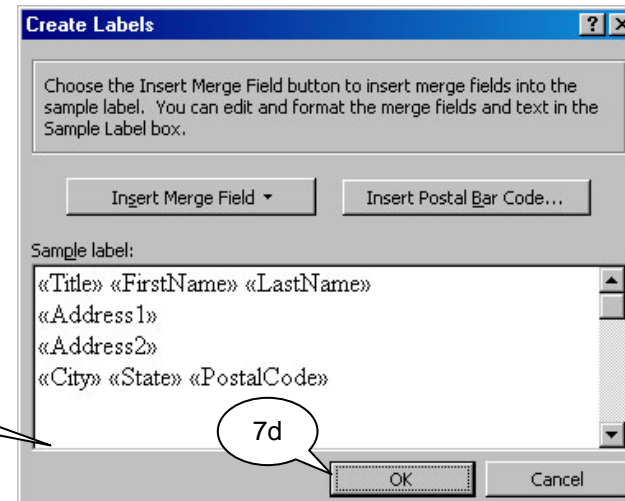 Create Labels
Choose the Insert Merge Field button to insert merge fields into the
sample label. You can edit and format the merge fields and text in the
Sample Label box.
Insert Merge Field
Insert Postal Bar Code...
Sample label:
«Title» «FirstName» «LastName»
«Address1»
«Address2»
«City» «State» «PostalCode»
7d
OK
Cancel